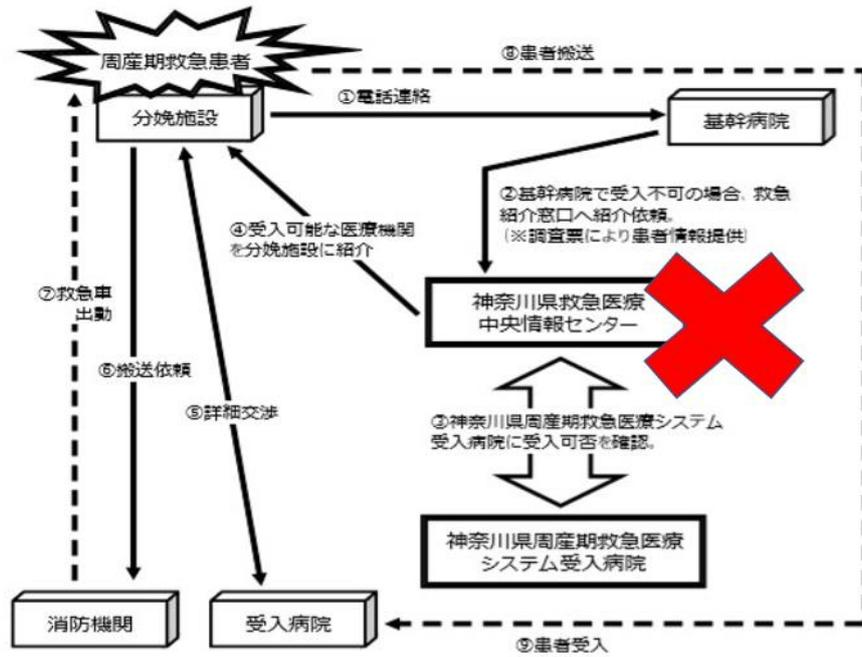 周産期救急患者
⑧患者搬送
分娩施設
①電話連絡
基幹病院
②基幹病院で受入不可の場合、救急
紹介窓口へ紹介依頼。
(※調査票により患者情報提供)
④受入可能な医療機関
を分娩施設に紹介
⑦救急車
出動
神奈川県救急医療
中央情報センター
⑥搬送依頼
⑤詳細交渉
③神奈川県周産期救急医療システム
受入病院に受入可否を確認。
神奈川県周産期救急医療
システム受入病院
消防機関
受入病院
⑨患者受入